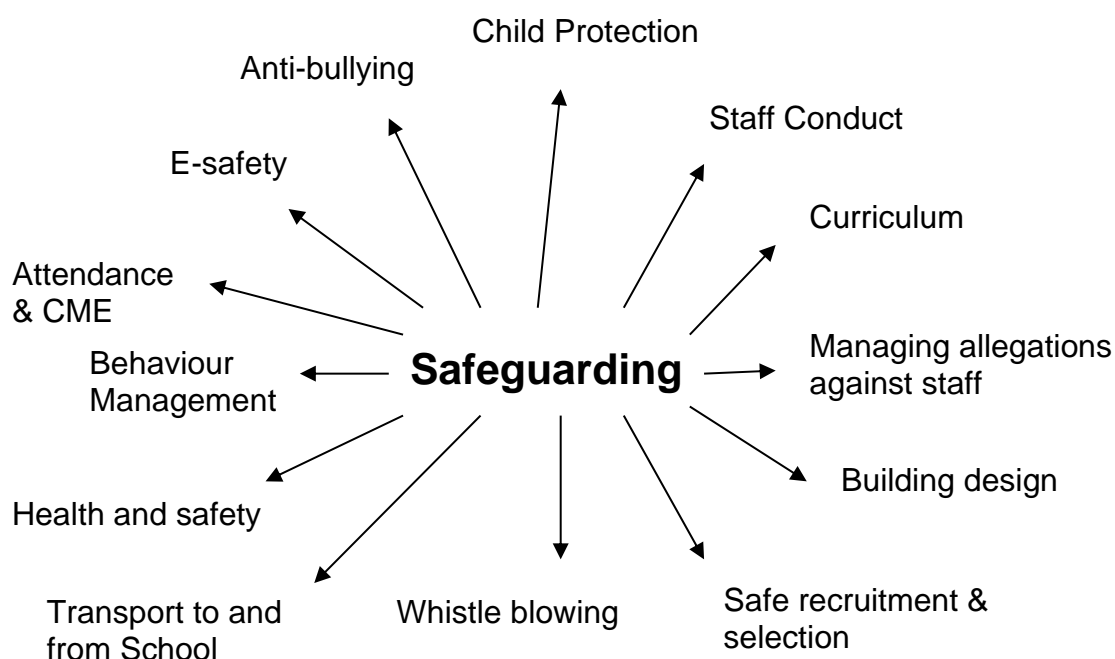 Child Protection
Anti-bullying
Staff Conduct
E-safety
Curriculum
Attendance
& CME
Behaviour
Management
Safeguarding
Managing allegations
against staff
Building design
Health and safety
Transport to and
from School
Whistle blowing
Safe recruitment &
selection